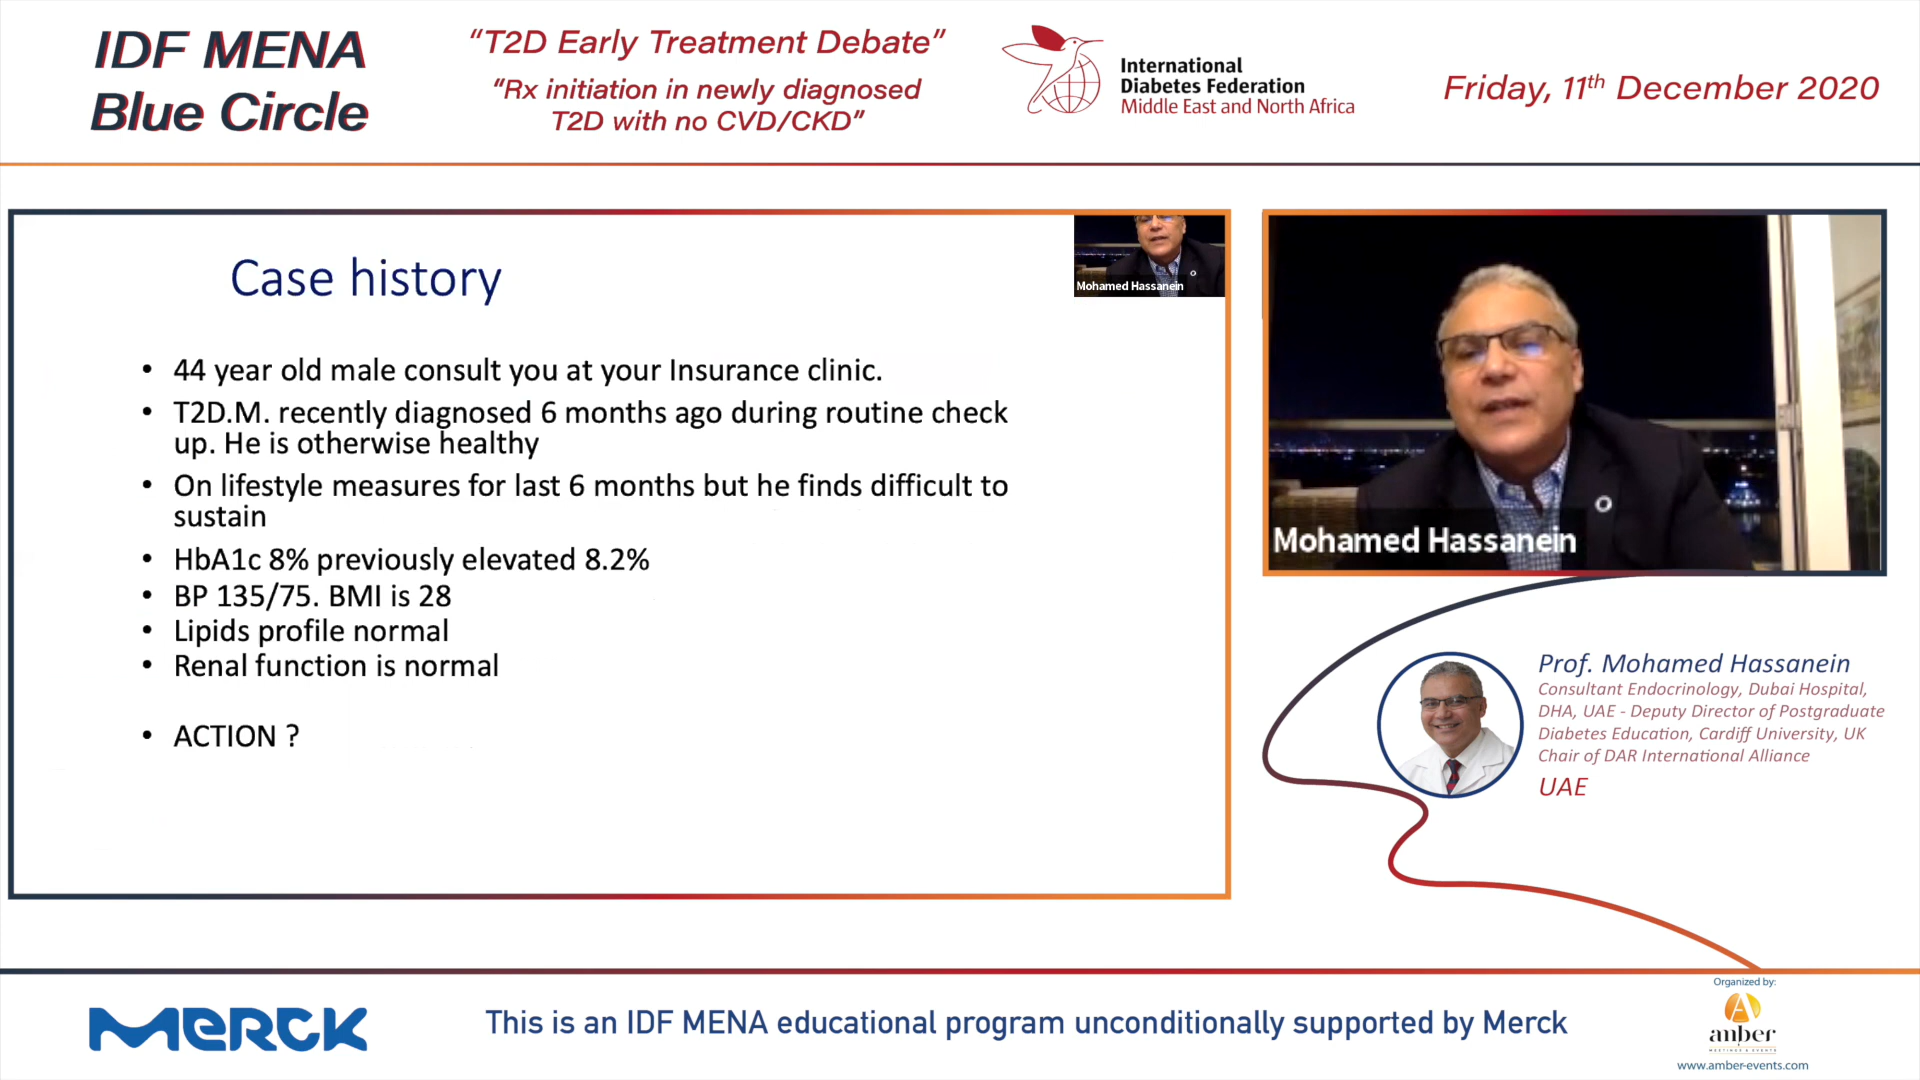 IDF MENA
Blue Circle
“T2D Early Treatment Debate”
“Rx initiation in newly diagnosed
T2D with no CVD/CKD”
International
Diabetes Federation
Middle East and North Africa
Friday, 11th December 2020
Case history
Mohamed Hassanein
• 44 year old male consult you at your Insurance clinic.
• T2D.M. recently diagnosed 6 months ago during routine check
up. He is otherwise healthy
• On lifestyle measures for last 6 months but he finds difficult to
sustain
• HbA1c 8% previously elevated 8.2%
• BP 135/75. BMI is 28
• Lipids profile normal
• Renal function is normal
• ACTION ?
Mohamed Hassanein
Prof. Mohamed Hassanein
Consultant Endocrinology, Dubai Hospital,
DHA, UAE - Deputy Director of Postgraduate
Diabetes Education, Cardiff University, UK
Chair of DAR International Alliance
UAE
MERCK
This is an IDF MENA educational program unconditionally supported by Merck
Organized by:
amber
MEETINGS & EVENTS
www.amber-events.com